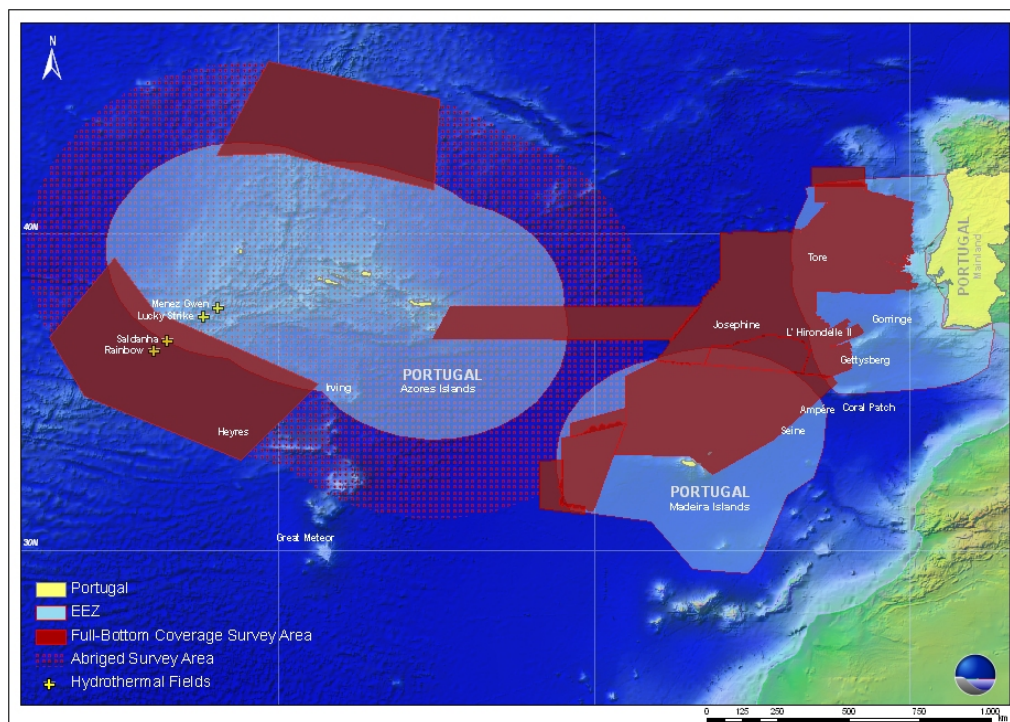 N
40N
PORTUGAL
Mainland
Tore
Menez Gwen
Lucky Strike
Josephine
L' Hirondelle II
Gorringe
Saldanha
Rainbow
Gettysberg
PORTUGAL
Azores Islands
Irving
Ampère
Coral Patch
Heyres
Seine
PORTUGAL
Madeira Islands
Great Meteor
30N
Portugal
EEZ
Full-Bottom Coverage Survey Area
Abriged Survey Area
Hydrothermal Fields
0 125 250 500 750 1.000
km